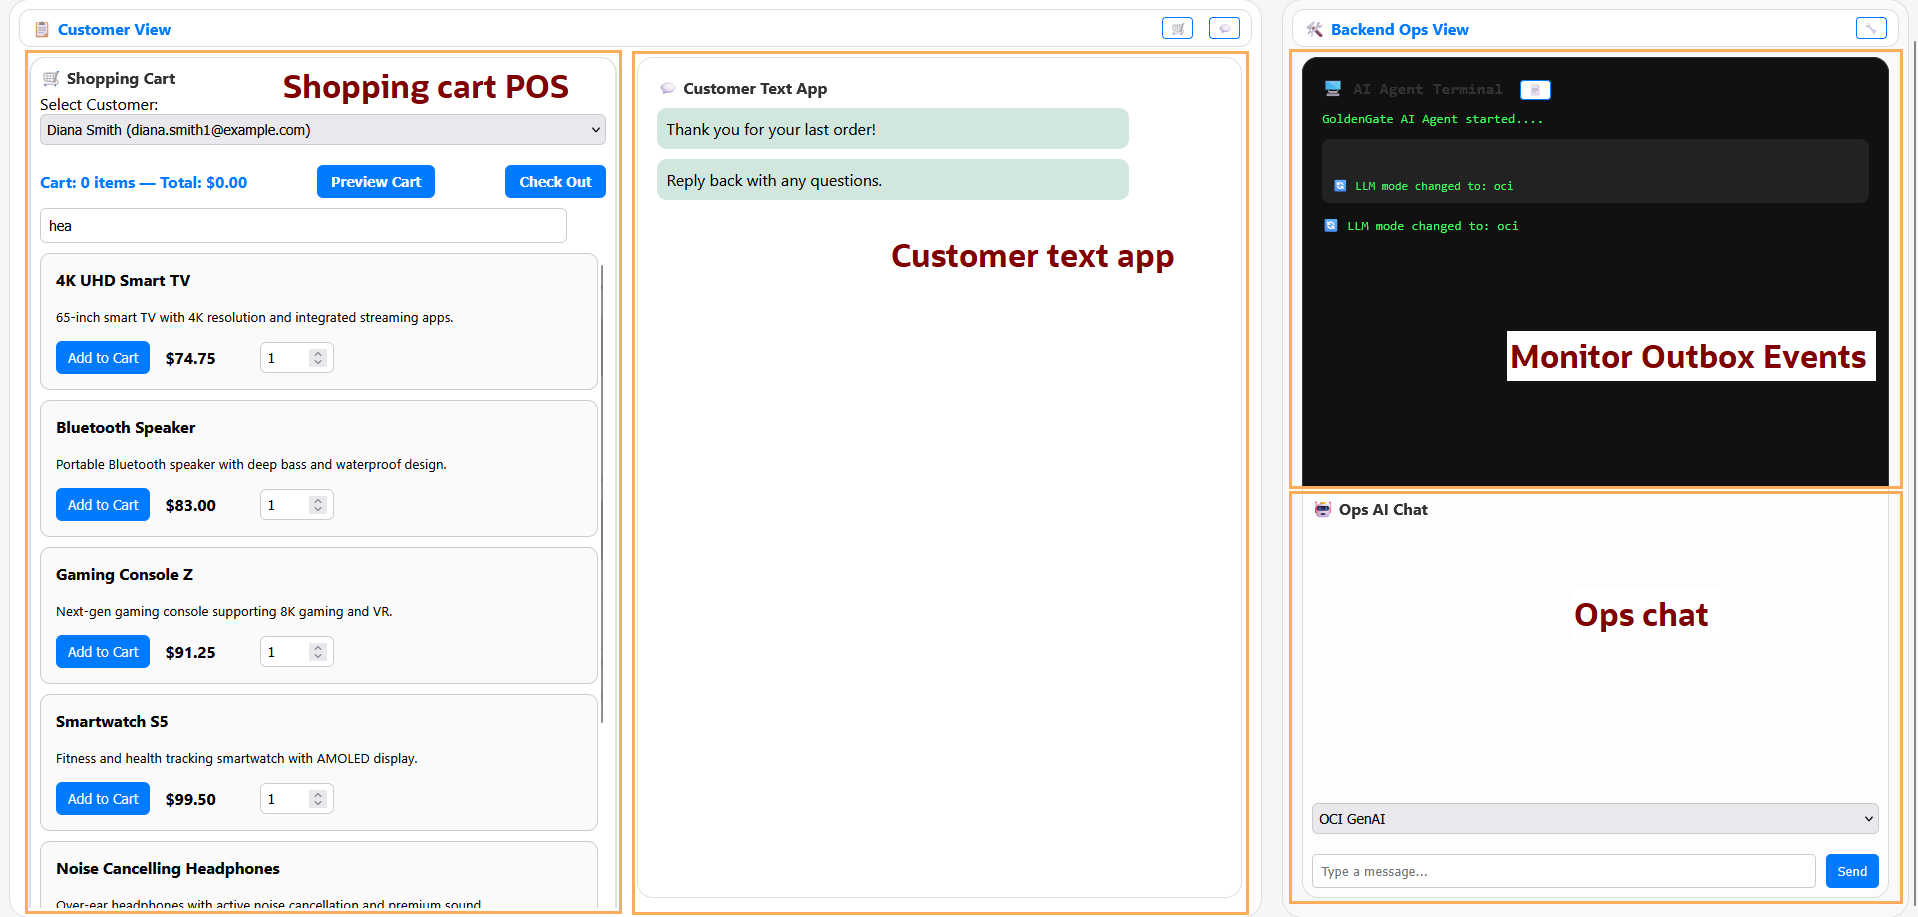 Customer View
Shopping Cart
Shopping cart POS
Select Customer:
Diana Smith (diana.smith1@example.com)
Cart: 0 items — Total: $0.00
Preview Cart
Check Out
hea
4K UHD Smart TV
65-inch smart TV with 4K resolution and integrated streaming apps.
Add to Cart $74.75 1
Bluetooth Speaker
Portable Bluetooth speaker with deep bass and waterproof design.
Add to Cart $83.00 1
Gaming Console Z
Next-gen gaming console supporting 8K gaming and VR.
Add to Cart $91.25 1
Smartwatch S5
Fitness and health tracking smartwatch with AMOLED display.
Add to Cart $99.50 1
Noise Cancelling Headphones
Over-ear headphones with active noise cancellation and premium sound.
Customer Text App
Thank you for your last order!
Reply back with any questions.
Customer text app
Backend Ops View
AI Agent Terminal
GoldenGate AI Agent started....
LLM mode changed to: oci
LLM mode changed to: oci
Monitor Outbox Events
Ops AI Chat
Ops chat
OCI GenAI
Type a message...
Send